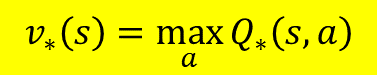 v_*(s) = max_a Q_*(s, a)